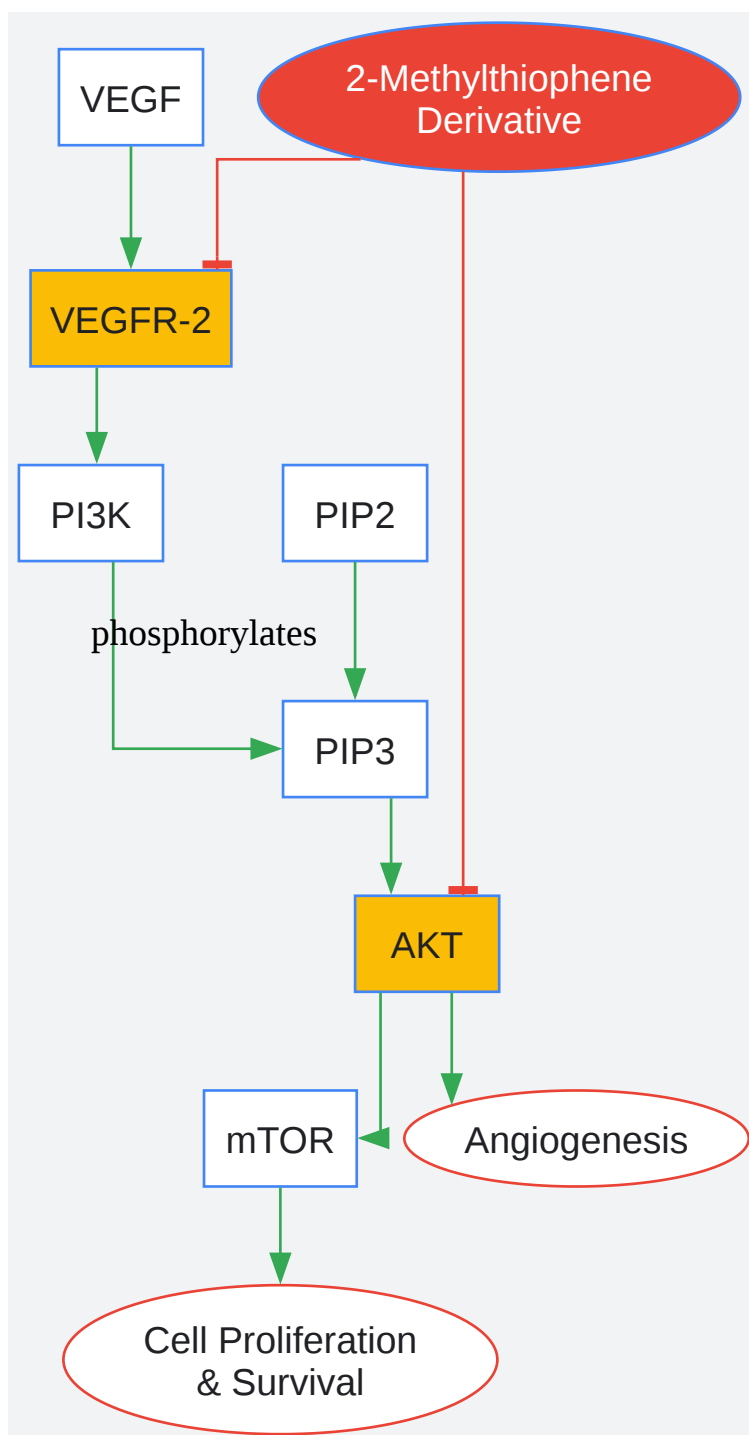 VEGF
2-Methylthiophene
Derivative
VEGFR-2
PI3K
PIP2
phosphorylates
PIP3
AKT
mTOR
Angiogenesis
Cell Proliferation
& Survival